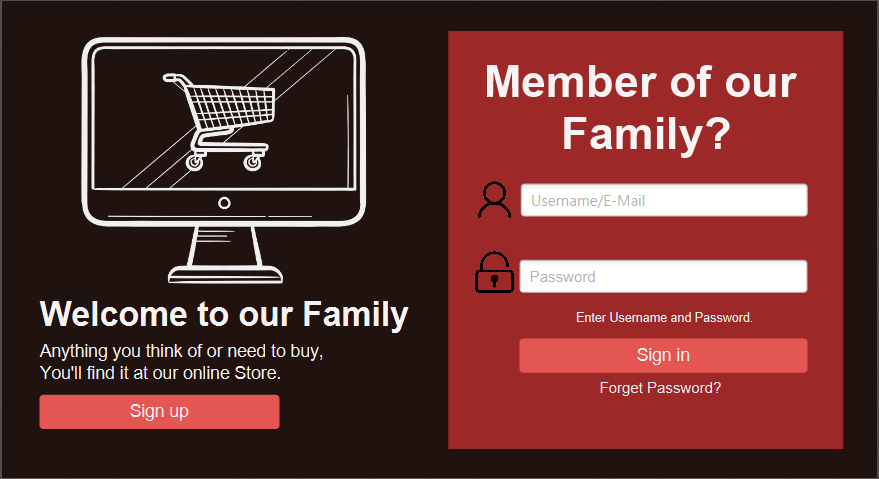 Welcome to our Family
Anything you think of or need to buy,
You'll find it at our online Store.
Sign up
Member of our
Family?
Username/E-Mail
Password
Enter Username and Password.
Sign in
Forget Password?